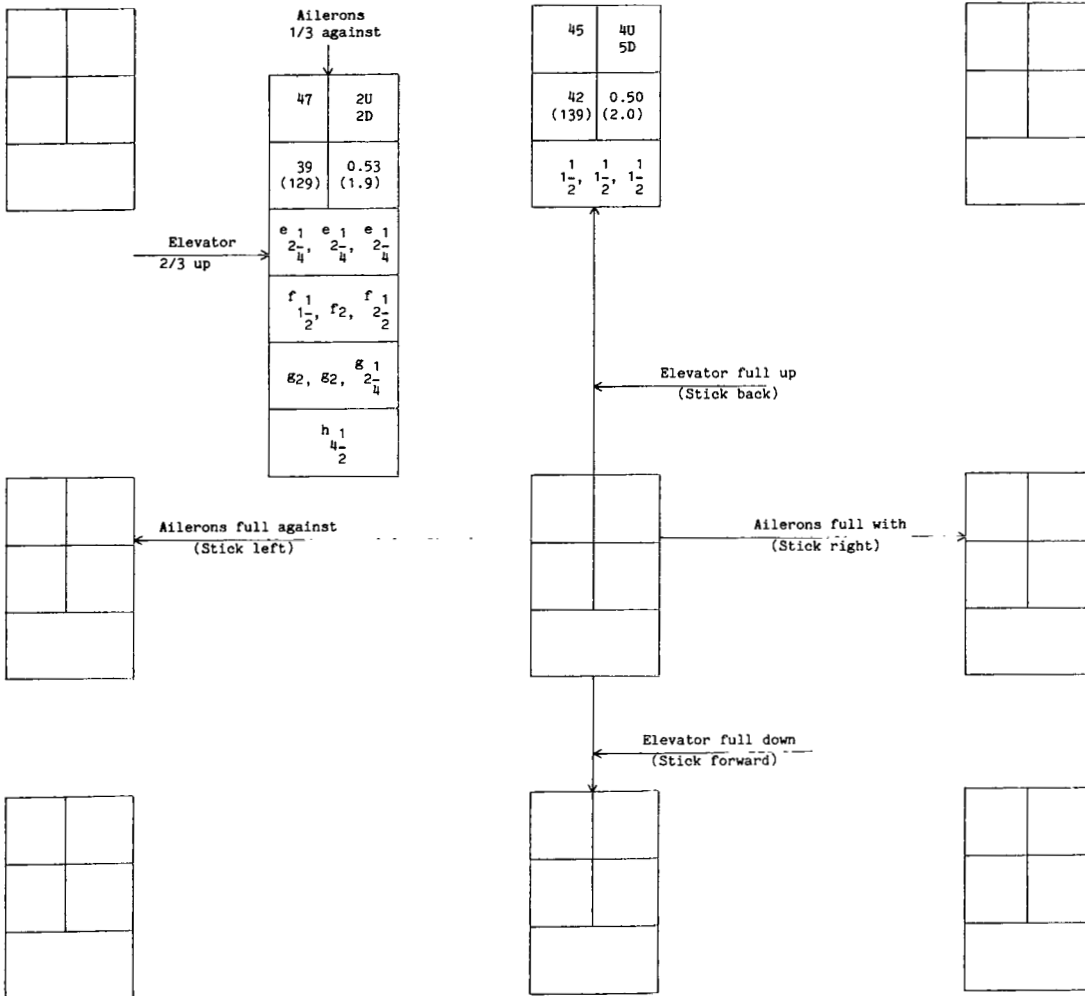 Ailerons
1/3 against
47 2U
2D
39 0.53
(129) (1.9)
Elevator
2/3 up
e 2 1/4, e 2 1/4, e 2 1/4
f 1 1/2, f 2, f 2 1/2
g 2, g 2, g 2 1/4
h 4 1/2
45 4U
5D
42 0.50
(139) (2.0)
1 1/2, 1 1/2, 1 1/2
Elevator full up
(Stick back)
Ailerons full against
(Stick left)
Ailerons full with
(Stick right)
Elevator full down
(Stick forward)